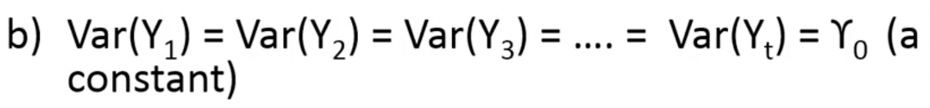 b) Var(Y₁) = Var(Y₂) = Var(Y₃) = .... = Var(Yₜ) = ϒ₀ (a
constant)